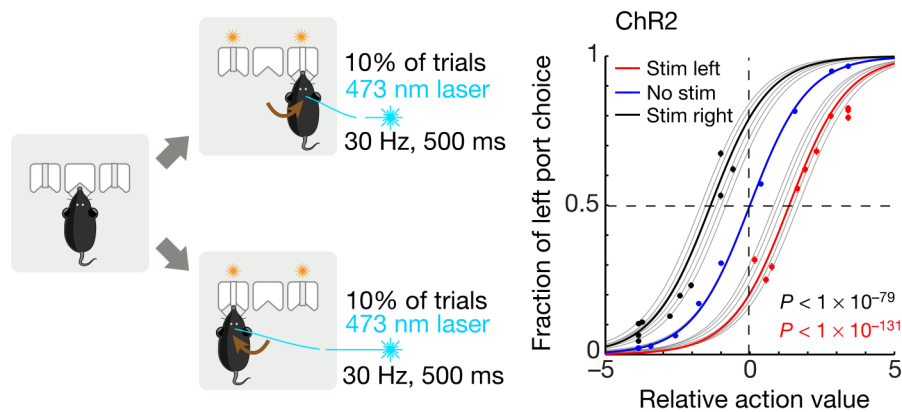 10% of trials
473 nm laser
30 Hz, 500 ms
10% of trials
473 nm laser
30 Hz, 500 ms
ChR2
Fraction of left port choice
1
0.5
0
Stim left
No stim
Stim right
P < 1 × 10⁻⁷⁹
P < 1 × 10⁻¹³¹
−5
0
5
Relative action value